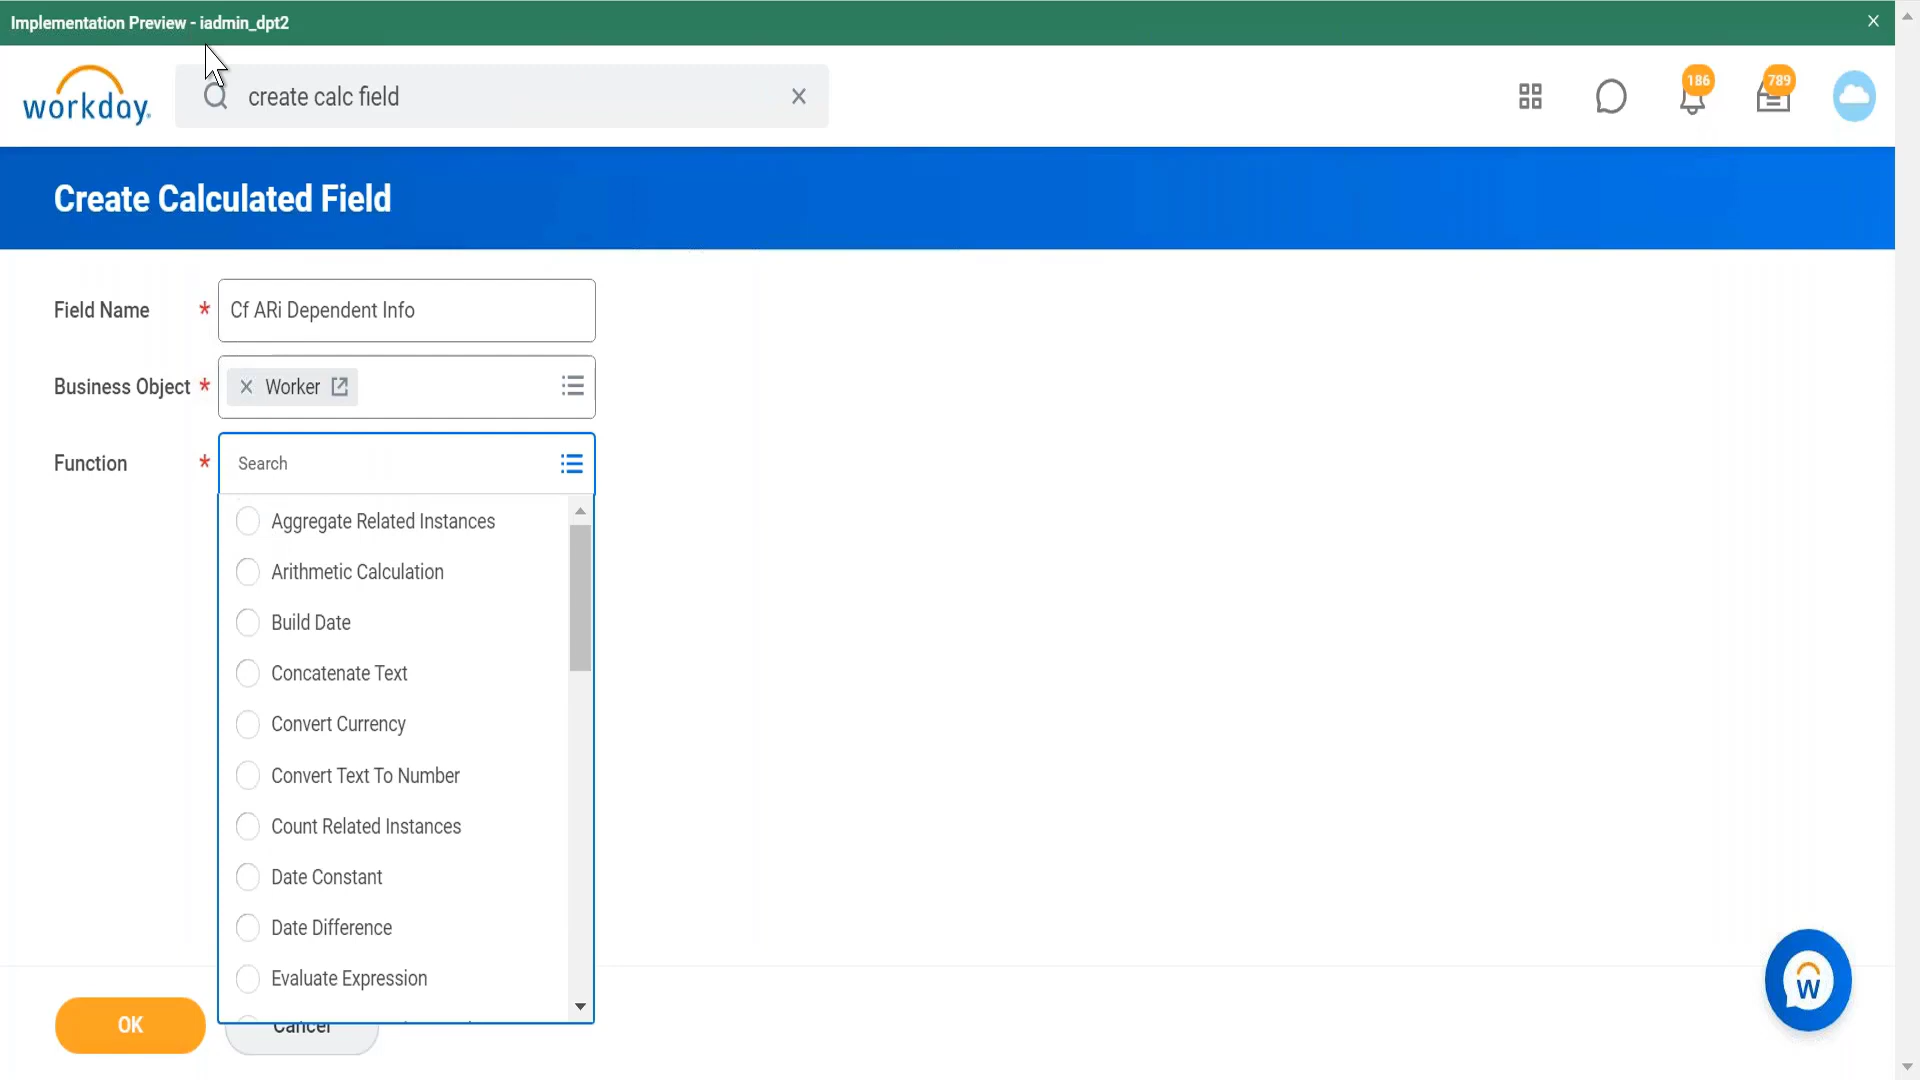 Implementation Preview - iadmin_dpt2
workday.
create calc field
186
789
Create Calculated Field
Field Name *
Cf ARi Dependent Info
Business Object *
Worker
Function *
Search
Aggregate Related Instances
Arithmetic Calculation
Build Date
Concatenate Text
Convert Currency
Convert Text To Number
Count Related Instances
Date Constant
Date Difference
Evaluate Expression
OK
Cancel
W